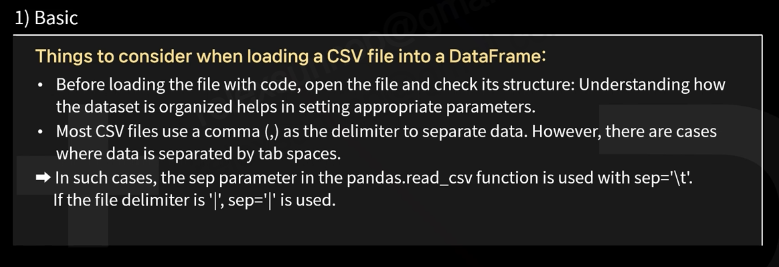 1) Basic
Things to consider when loading a CSV file into a DataFrame:
• Before loading the file with code, open the file and check its structure: Understanding how
the dataset is organized helps in setting appropriate parameters.
• Most CSV files use a comma (,) as the delimiter to separate data. However, there are cases
where data is separated by tab spaces.
➡ In such cases, the sep parameter in the pandas.read_csv function is used with sep='\t'.
If the file delimiter is '|', sep='|' is used.